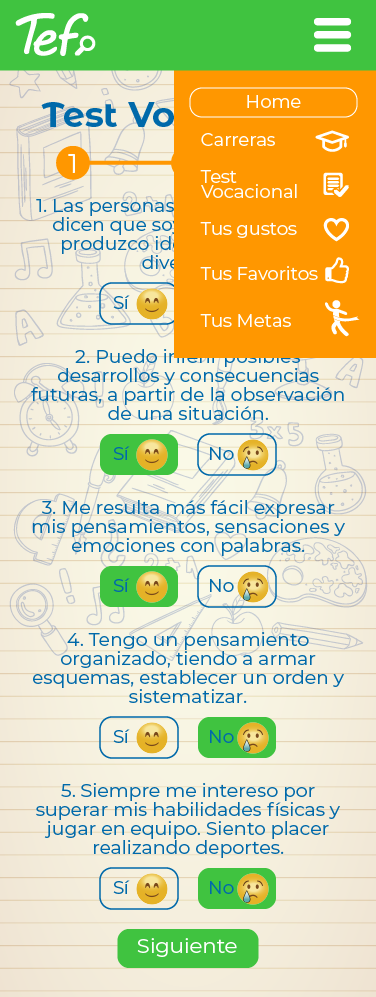 Tef
Home
Carreras
Test
Vocacional
Tus gustos
Tus Favoritos
Tus Metas
Test Vo
1
1. Las personas
dicen que soy
produzco
dive
Sí
2. Puedo inferir posibles
desarrollos y consecuencias
futuras, a partir de la observación
de una situación.
Sí No
3. Me resulta más fácil expresar
mis pensamientos, sensaciones y
emociones con palabras.
Sí No
4. Tengo un pensamiento
organizado, tiendo a armar
esquemas, establecer un orden y
sistematizar.
Sí No
5. Siempre me intereso por
superar mis habilidades físicas y
jugar en equipo. Siento placer
realizando deportes.
Sí No
Siguiente